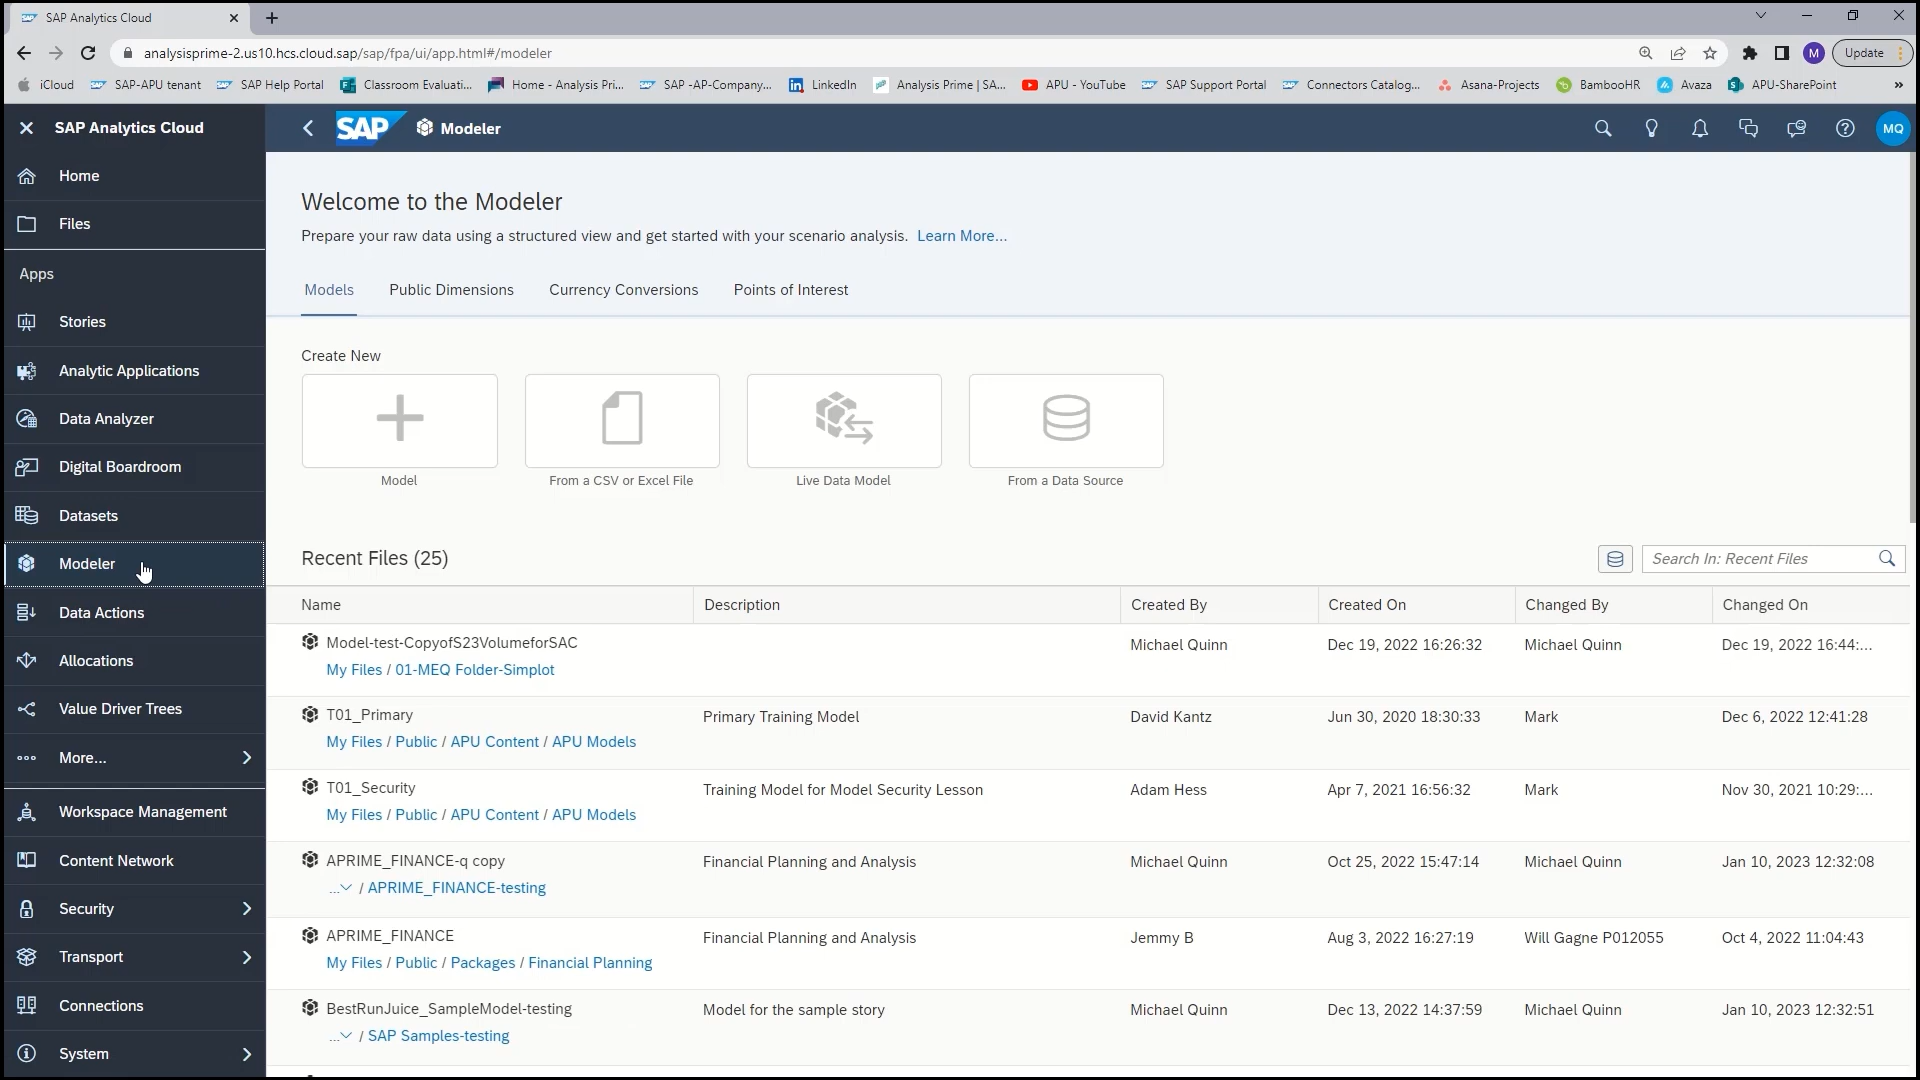 SAP Analytics Cloud
analysisprime-2.us10.hcs.cloud.sap/sap/fpa/ui/app.html#/modeler
M
Update
iCloud
SAP-APU tenant
SAP Help Portal
Classroom Evaluati...
Home - Analysis Pri...
SAP -AP-Company...
LinkedIn
Analysis Prime | SA...
APU - YouTube
SAP Support Portal
Connectors Catalog...
Asana-Projects
BambooHR
Avaza
APU-SharePoint
SAP Analytics Cloud
SAP
Modeler
MQ
Home
Files
Apps
Stories
Analytic Applications
Data Analyzer
Digital Boardroom
Datasets
Modeler
Data Actions
Allocations
Value Driver Trees
More...
Workspace Management
Content Network
Security
Transport
Connections
System
Welcome to the Modeler
Prepare your raw data using a structured view and get started with your scenario analysis. Learn More...
Models Public Dimensions Currency Conversions Points of Interest
Create New
Model From a CSV or Excel File Live Data Model From a Data Source
Recent Files (25)
Search In: Recent Files
Name Description Created By Created On Changed By Changed On
Model-test-CopyofS23VolumeforSAC Michael Quinn Dec 19, 2022 16:26:32 Michael Quinn Dec 19, 2022 16:44:...
My Files / 01-MEQ Folder-Simplot
T01_Primary Primary Training Model David Kantz Jun 30, 2020 18:30:33 Mark Dec 6, 2022 12:41:28
My Files / Public / APU Content / APU Models
T01_Security Training Model for Model Security Lesson Adam Hess Apr 7, 2021 16:56:32 Mark Nov 30, 2021 10:29:...
My Files / Public / APU Content / APU Models
APRIME_FINANCE-q copy Financial Planning and Analysis Michael Quinn Oct 25, 2022 15:47:14 Michael Quinn Jan 10, 2023 12:32:08
... / APRIME_FINANCE-testing
APRIME_FINANCE Financial Planning and Analysis Jemmy B Aug 3, 2022 16:27:19 Will Gagne P012055 Oct 4, 2022 11:04:43
My Files / Public / Packages / Financial Planning
BestRunJuice_SampleModel-testing Model for the sample story Michael Quinn Dec 13, 2022 14:37:59 Michael Quinn Jan 10, 2023 12:32:51
... / SAP Samples-testing